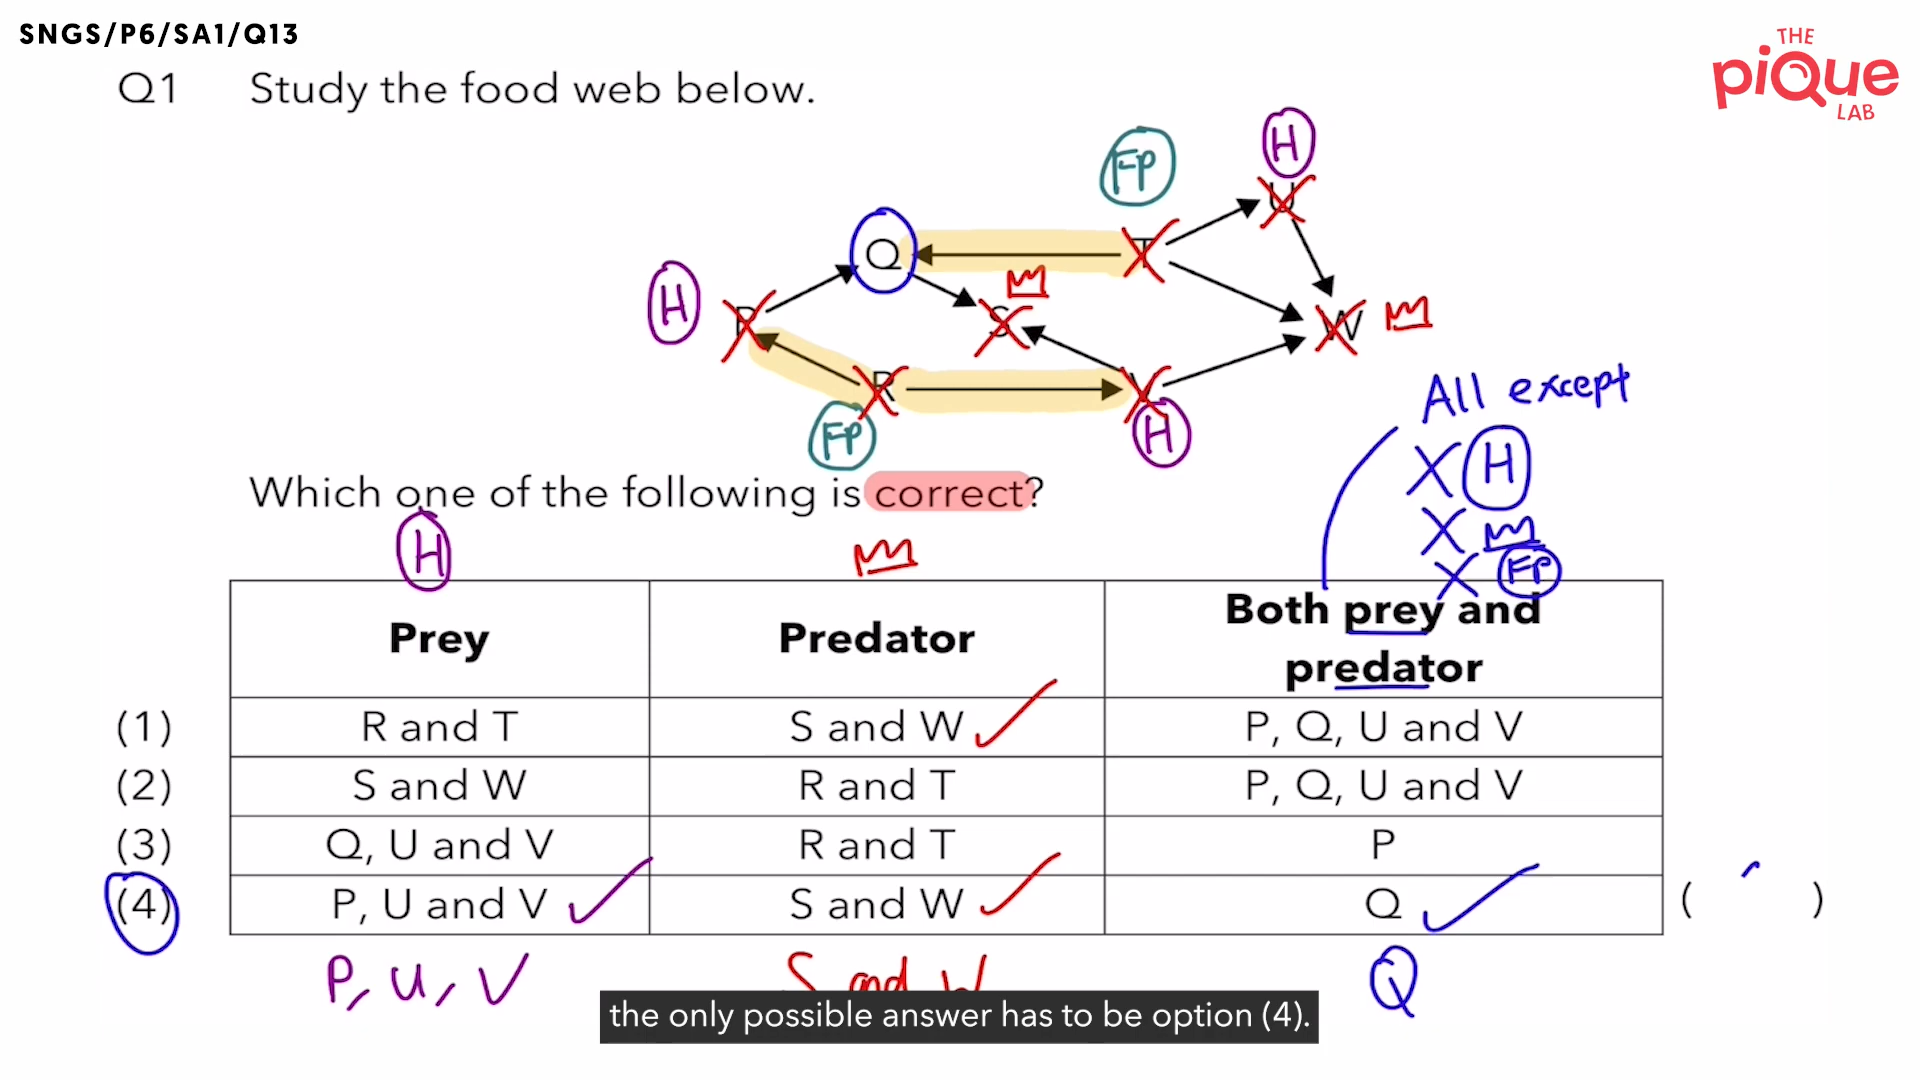 SNGS/P6/SA1/Q13
THE
piQue
LAB
Q1 Study the food web below.
H
FP
U
Q
T
H
P
S
W
R
V
FP
H
All except
X H
X
X FP
Which one of the following is correct?
H
Prey Predator Both prey and
predator
(1) R and T S and W P, Q, U and V
(2) S and W R and T P, Q, U and V
(3) Q, U and V R and T P
(4) P, U and V S and W Q ( )
P, U, V S and W Q
the only possible answer has to be option (4).